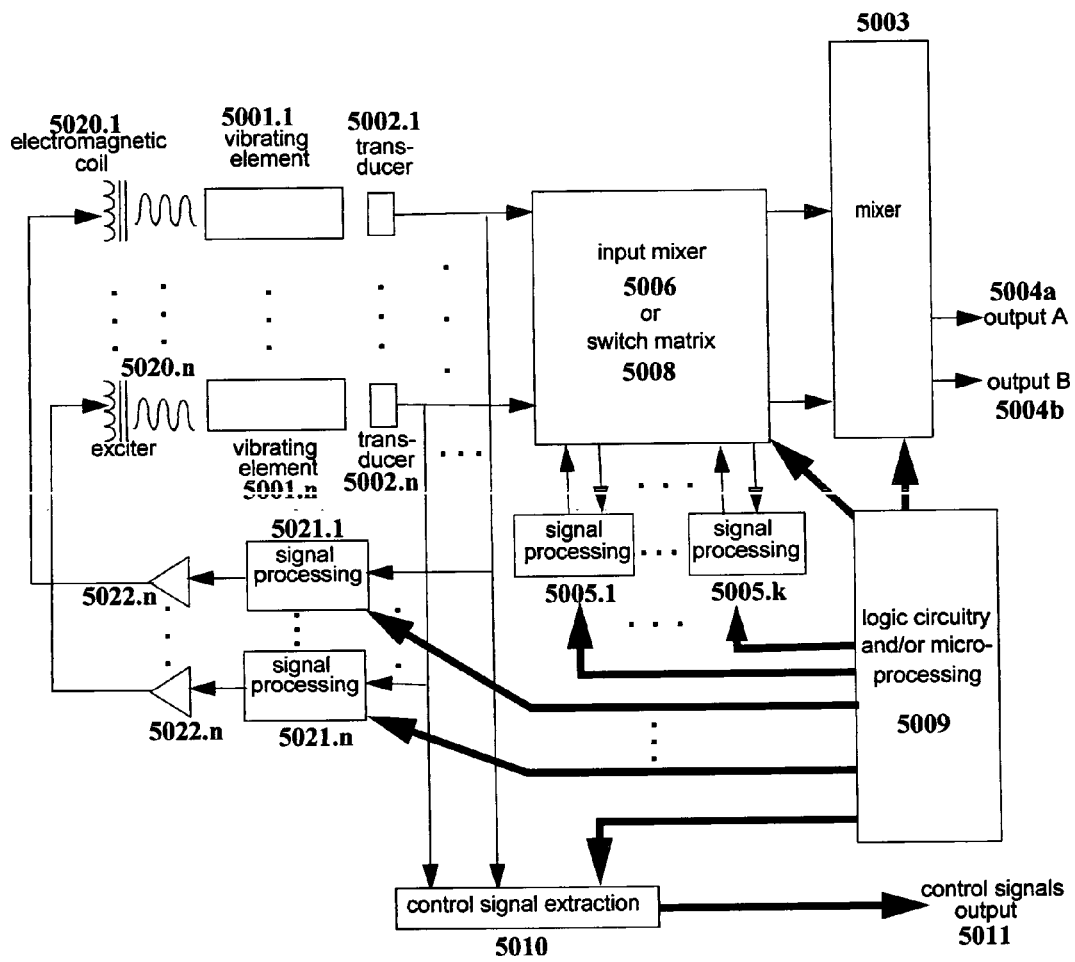 5003
5020.1
electromagnetic
coil
5001.1
vibrating
element
5002.1
trans-
ducer
mixer
input mixer
5006
or
switch matrix
5008
5004a
output A
output B
5004b
5020.n
exciter
vibrating
element
5001.n
trans-
ducer
5002.n
5021.1
signal
processing
5022.n
signal
processing
5022.n
5021.n
signal
processing
5005.1
signal
processing
5005.k
logic circuitry
and/or micro-
processing
5009
control signal extraction
5010
control signals
output
5011